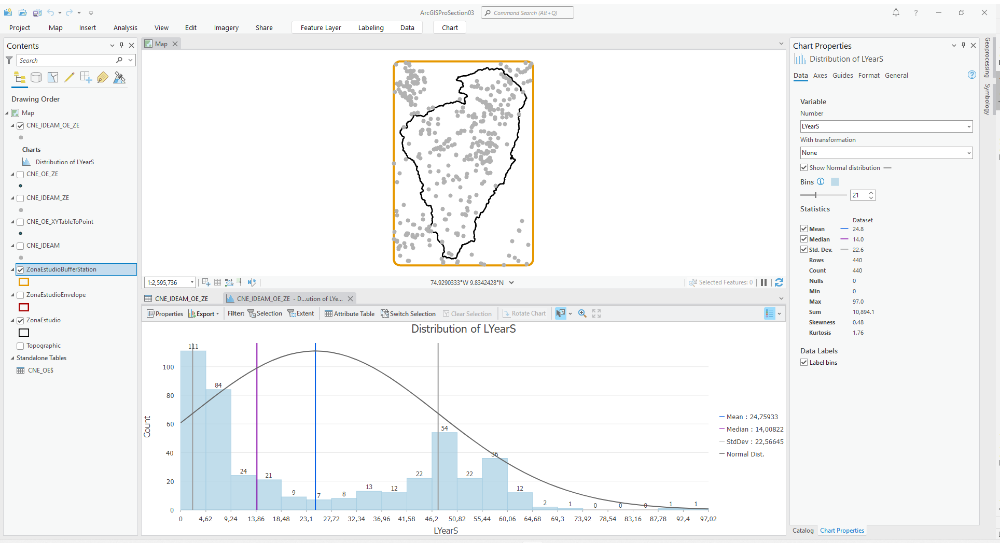 ArcGISProSection03
Command Search (Alt+Q)
Project Map Insert Analysis View Edit Imagery Share Feature Layer Labeling Data Chart
Contents
Search
Drawing Order
Map
CNE_IDEAM_OE_ZE
Charts
Distribution of LYearS
CNE_OE_ZE
CNE_IDEAM_ZE
CNE_OE_XYTableToPoint
CNE_IDEAM
ZonaEstudioBufferStation
ZonaEstudioEnvelope
ZonaEstudio
Topographic
Standalone Tables
CNE_OE$
Map
1:2,595,736
74.9290333°W 9.8342428°N
Selected Features: 0
CNE_IDEAM_OE_ZE
CNE_IDEAM_OE_ZE - D...ution of LYe...
Properties Export Filter: Selection Extent Attribute Table Switch Selection Clear Selection Rotate Chart
Distribution of LYearS
Count
100
80
60
40
20
0
111 84 24 21 9 7 8 13 12 22 54 22 36 12 2 1 0 0 0 1 1
0 4,62 9,24 13,86 18,48 23,1 27,72 32,34 36,96 41,58 46,2 50,82 55,44 60,06 64,68 69,3 73,92 78,54 83,16 87,78 92,4 97,02
LYearS
Mean : 24,75933
Median : 14,00822
StdDev : 22,56645
Normal Dist.
Chart Properties
Distribution of LYearS
Data Axes Guides Format General
Variable
Number
LYearS
With transformation
None
Show Normal distribution
Bins
21
Statistics
Dataset
Mean 24.8
Median 14.0
Std. Dev. 22.6
Rows 440
Count 440
Nulls 0
Min 0
Max 97.0
Sum 10,894.1
Skewness 0.48
Kurtosis 1.76
Data Labels
Label bins
Catalog Chart Properties
Geoprocessing
Symbology